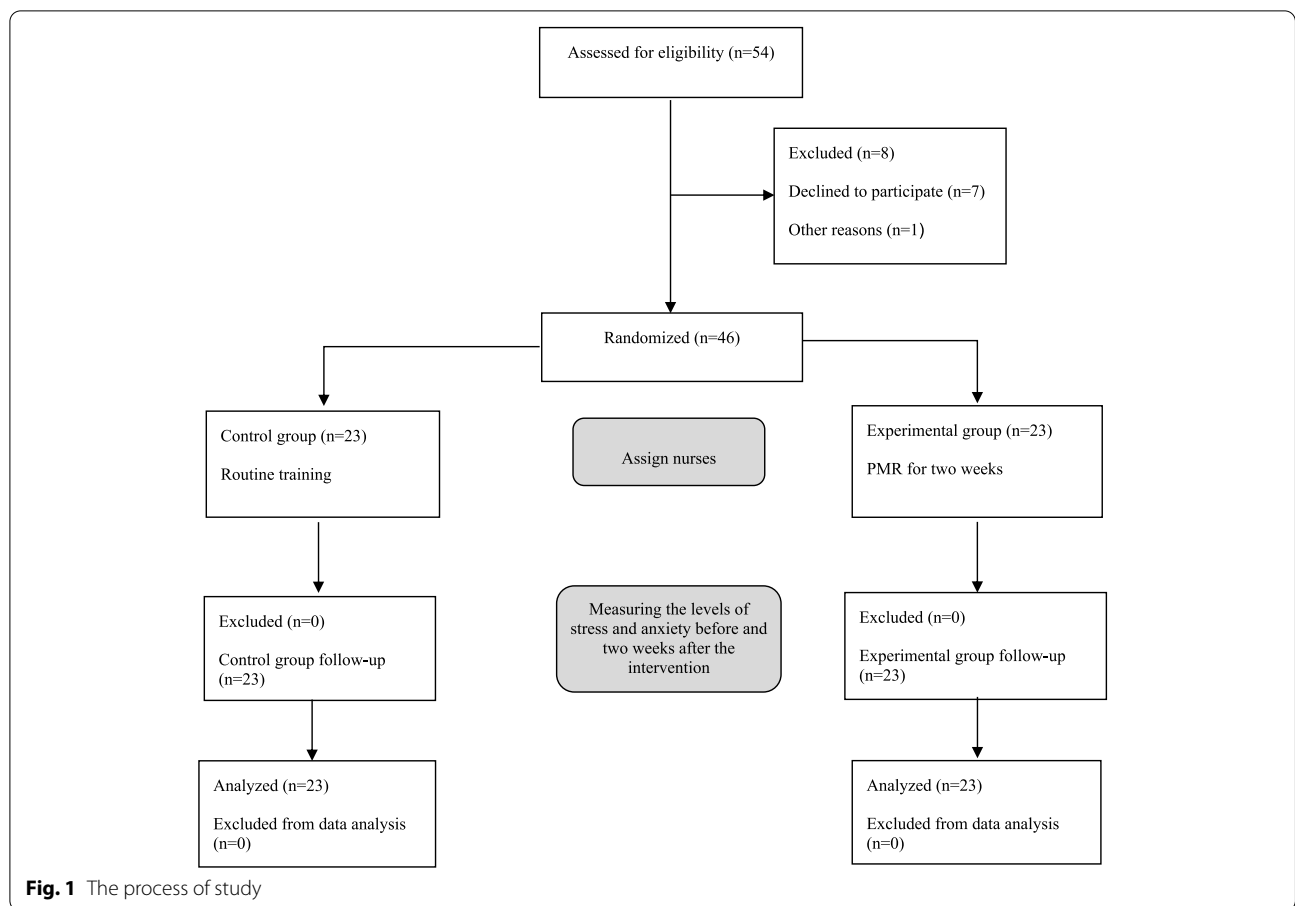 Assessed for eligibility (n=54)
Excluded (n=8)
Declined to participate (n=7)
Other reasons (n=1)
Randomized (n=46)
Control group (n=23)
Routine training
Assign nurses
Experimental group (n=23)
PMR for two weeks
Excluded (n=0)
Control group follow-up
(n=23)
Measuring the levels of
stress and anxiety before and
two weeks after the
intervention
Excluded (n=0)
Experimental group follow-up
(n=23)
Analyzed (n=23)
Excluded from data analysis
(n=0)
Analyzed (n=23)
Excluded from data analysis
(n=0)
Fig. 1 The process of study